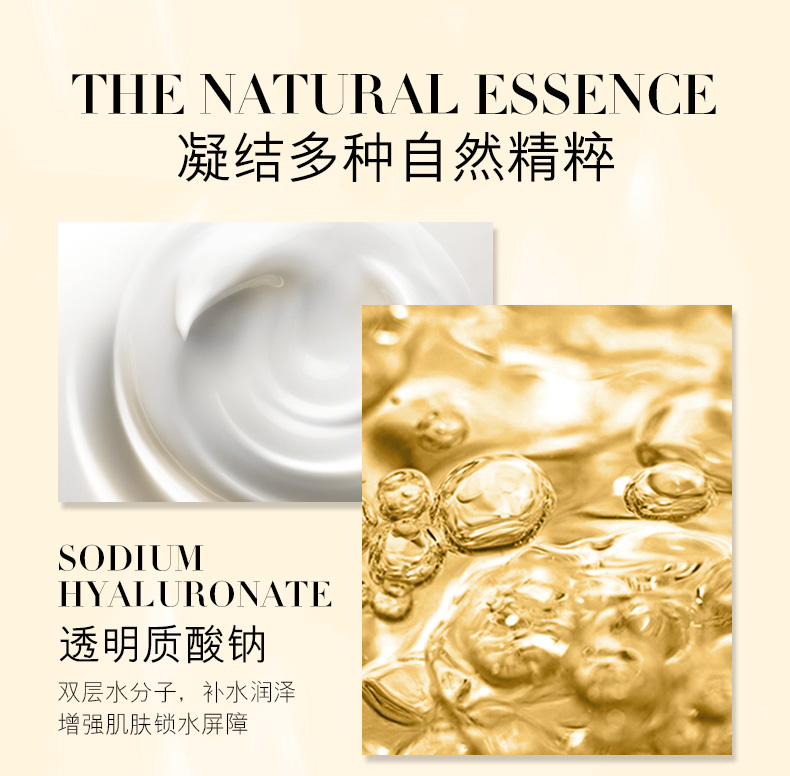 THE NATURAL ESSENCE
凝结多种自然精粹
SODIUM
HYALURONATE
透明质酸钠
双层水分子，补水润泽
增强肌肤锁水屏障